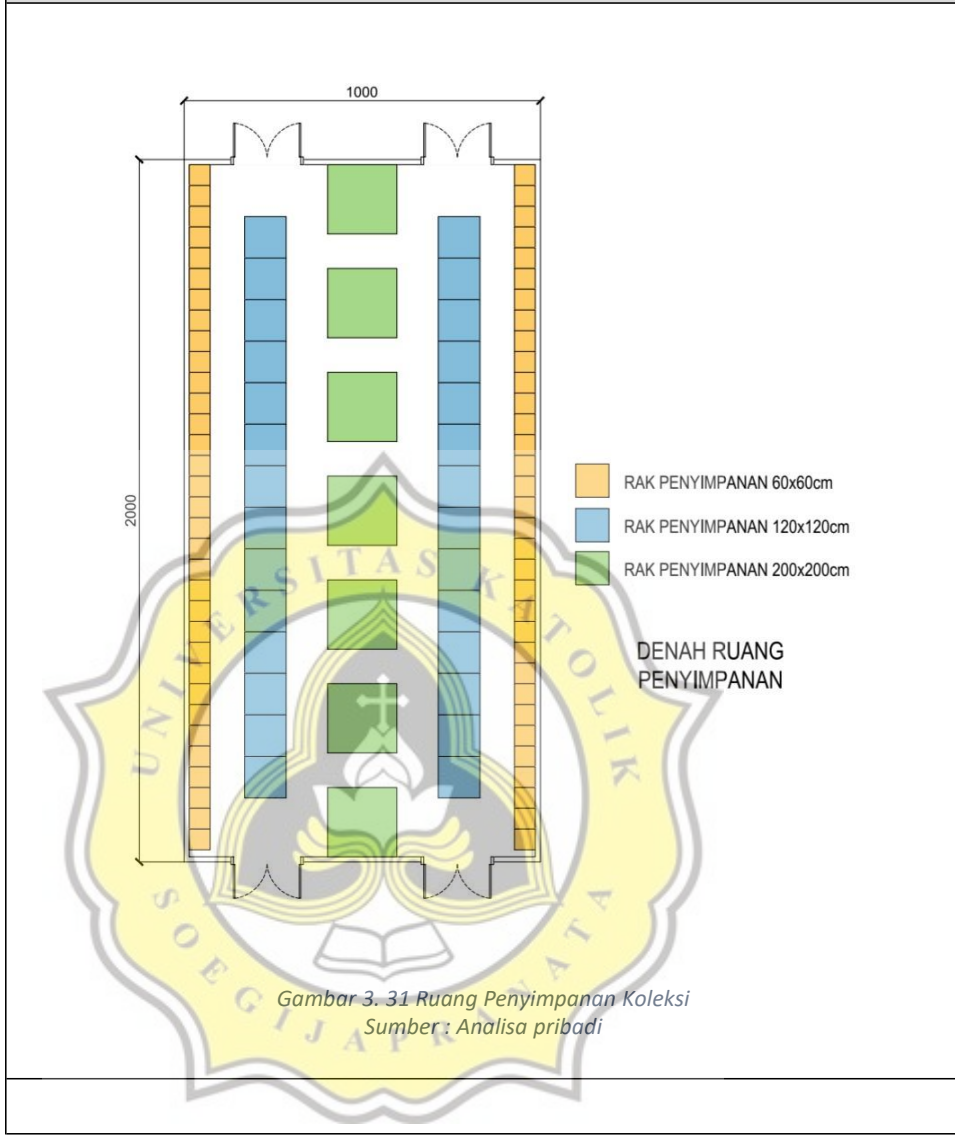 1000
2000
RAK PENYIMPANAN 60x60cm
RAK PENYIMPANAN 120x120cm
RAK PENYIMPANAN 200x200cm
DENAH RUANG
PENYIMPANAN
UNIVERSITAS KATOLIK
SOEGIJAPRANATA
Gambar 3. 31 Ruang Penyimpanan Koleksi
Sumber : Analisa pribadi